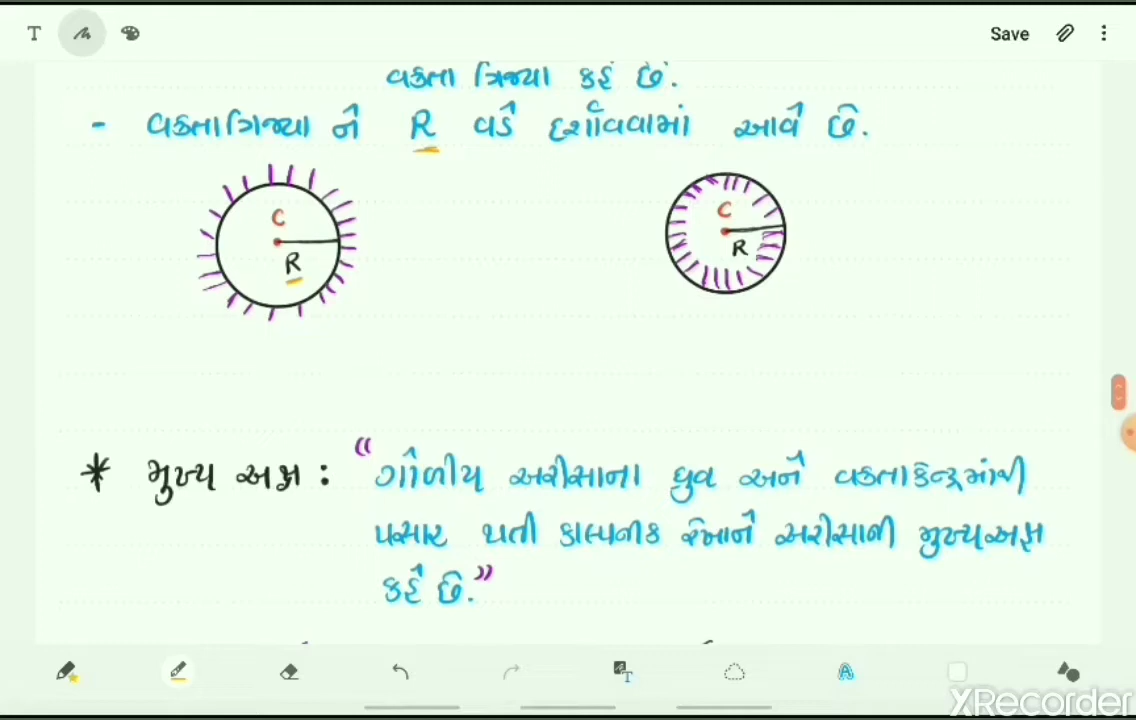 T Save
વક્રતા ત્રિજ્યા કહે છે.
- વક્રતાત્રિજ્યા ને R વડે દર્શાવવામાં આવે છે.
C
R
C
R
* મુખ્ય અક્ષ : "ગોળીય અરીસાના ધ્રુવ અને વક્રતાકેન્દ્રમાંથી
પસાર થતી કાલ્પનીક રેખાને અરીસાની મુખ્યઅક્ષ
કહે છે."
XRecorder